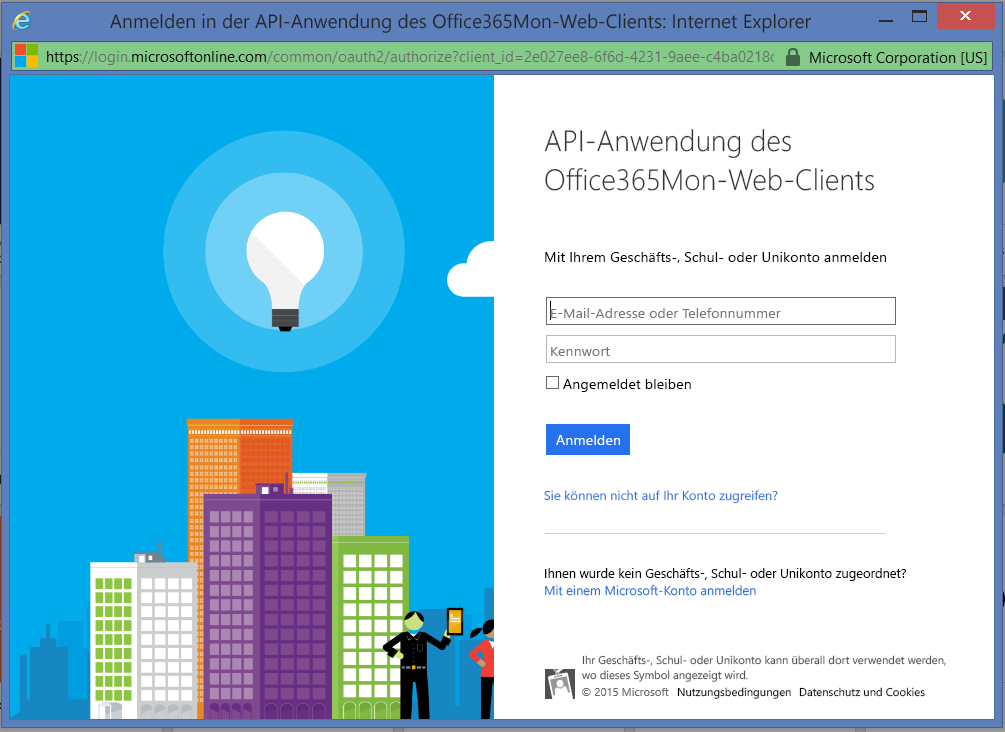 Anmelden in der API-Anwendung des Office365Mon-Web-Clients: Internet Explorer
https://login.microsoftonline.com/common/oauth2/authorize?client_id=2e027ee8-6f6d-4231-9aee-c4ba0218c Microsoft Corporation [US]
API-Anwendung des
Office365Mon-Web-Clients
Mit Ihrem Geschäfts-, Schul- oder Unikonto anmelden
E-Mail-Adresse oder Telefonnummer
Kennwort
Angemeldet bleiben
Anmelden
Sie können nicht auf Ihr Konto zugreifen?
Ihnen wurde kein Geschäfts-, Schul- oder Unikonto zugeordnet?
Mit einem Microsoft-Konto anmelden
Ihr Geschäfts-, Schul- oder Unikonto kann überall dort verwendet werden,
wo dieses Symbol angezeigt wird.
© 2015 Microsoft Nutzungsbedingungen Datenschutz und Cookies